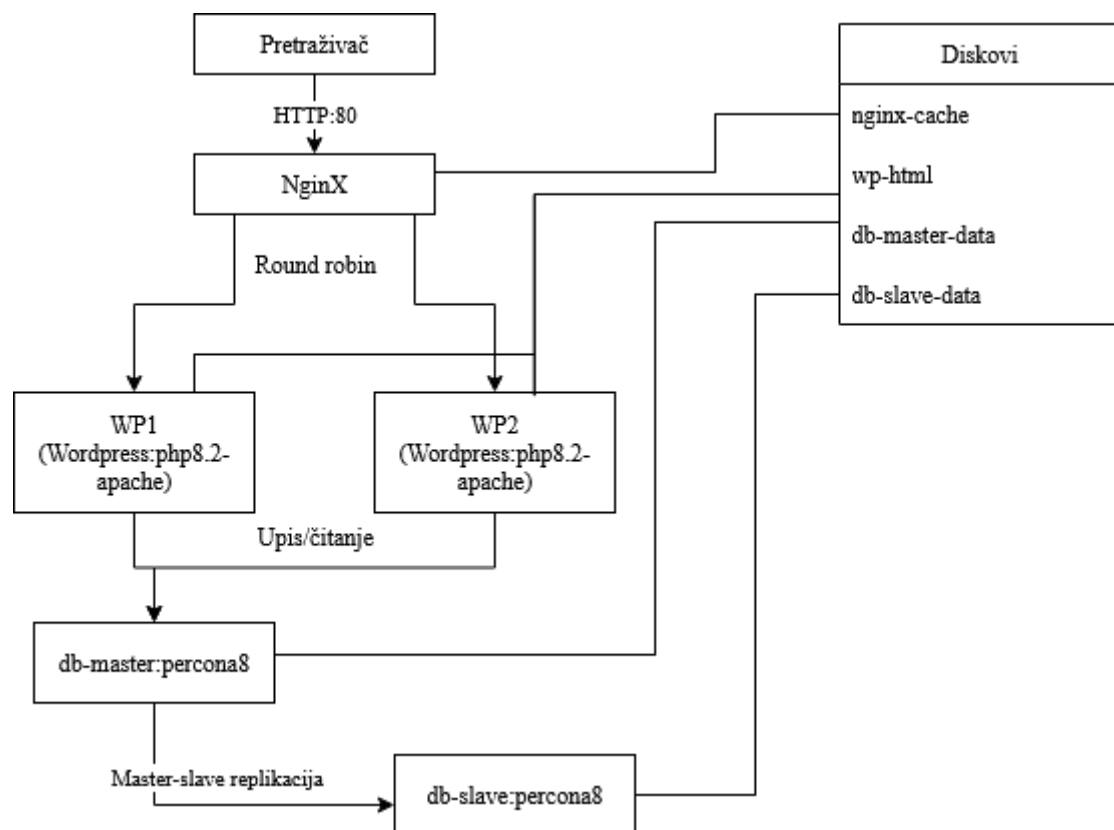 Pretraživač
HTTP:80
NginX
Round robin
WP1
(Wordpress:php8.2-
apache)
WP2
(Wordpress:php8.2-
apache)
Upis/čitanje
db-master:percona8
Master-slave replikacija
db-slave:percona8
Diskovi
nginx-cache
wp-html
db-master-data
db-slave-data